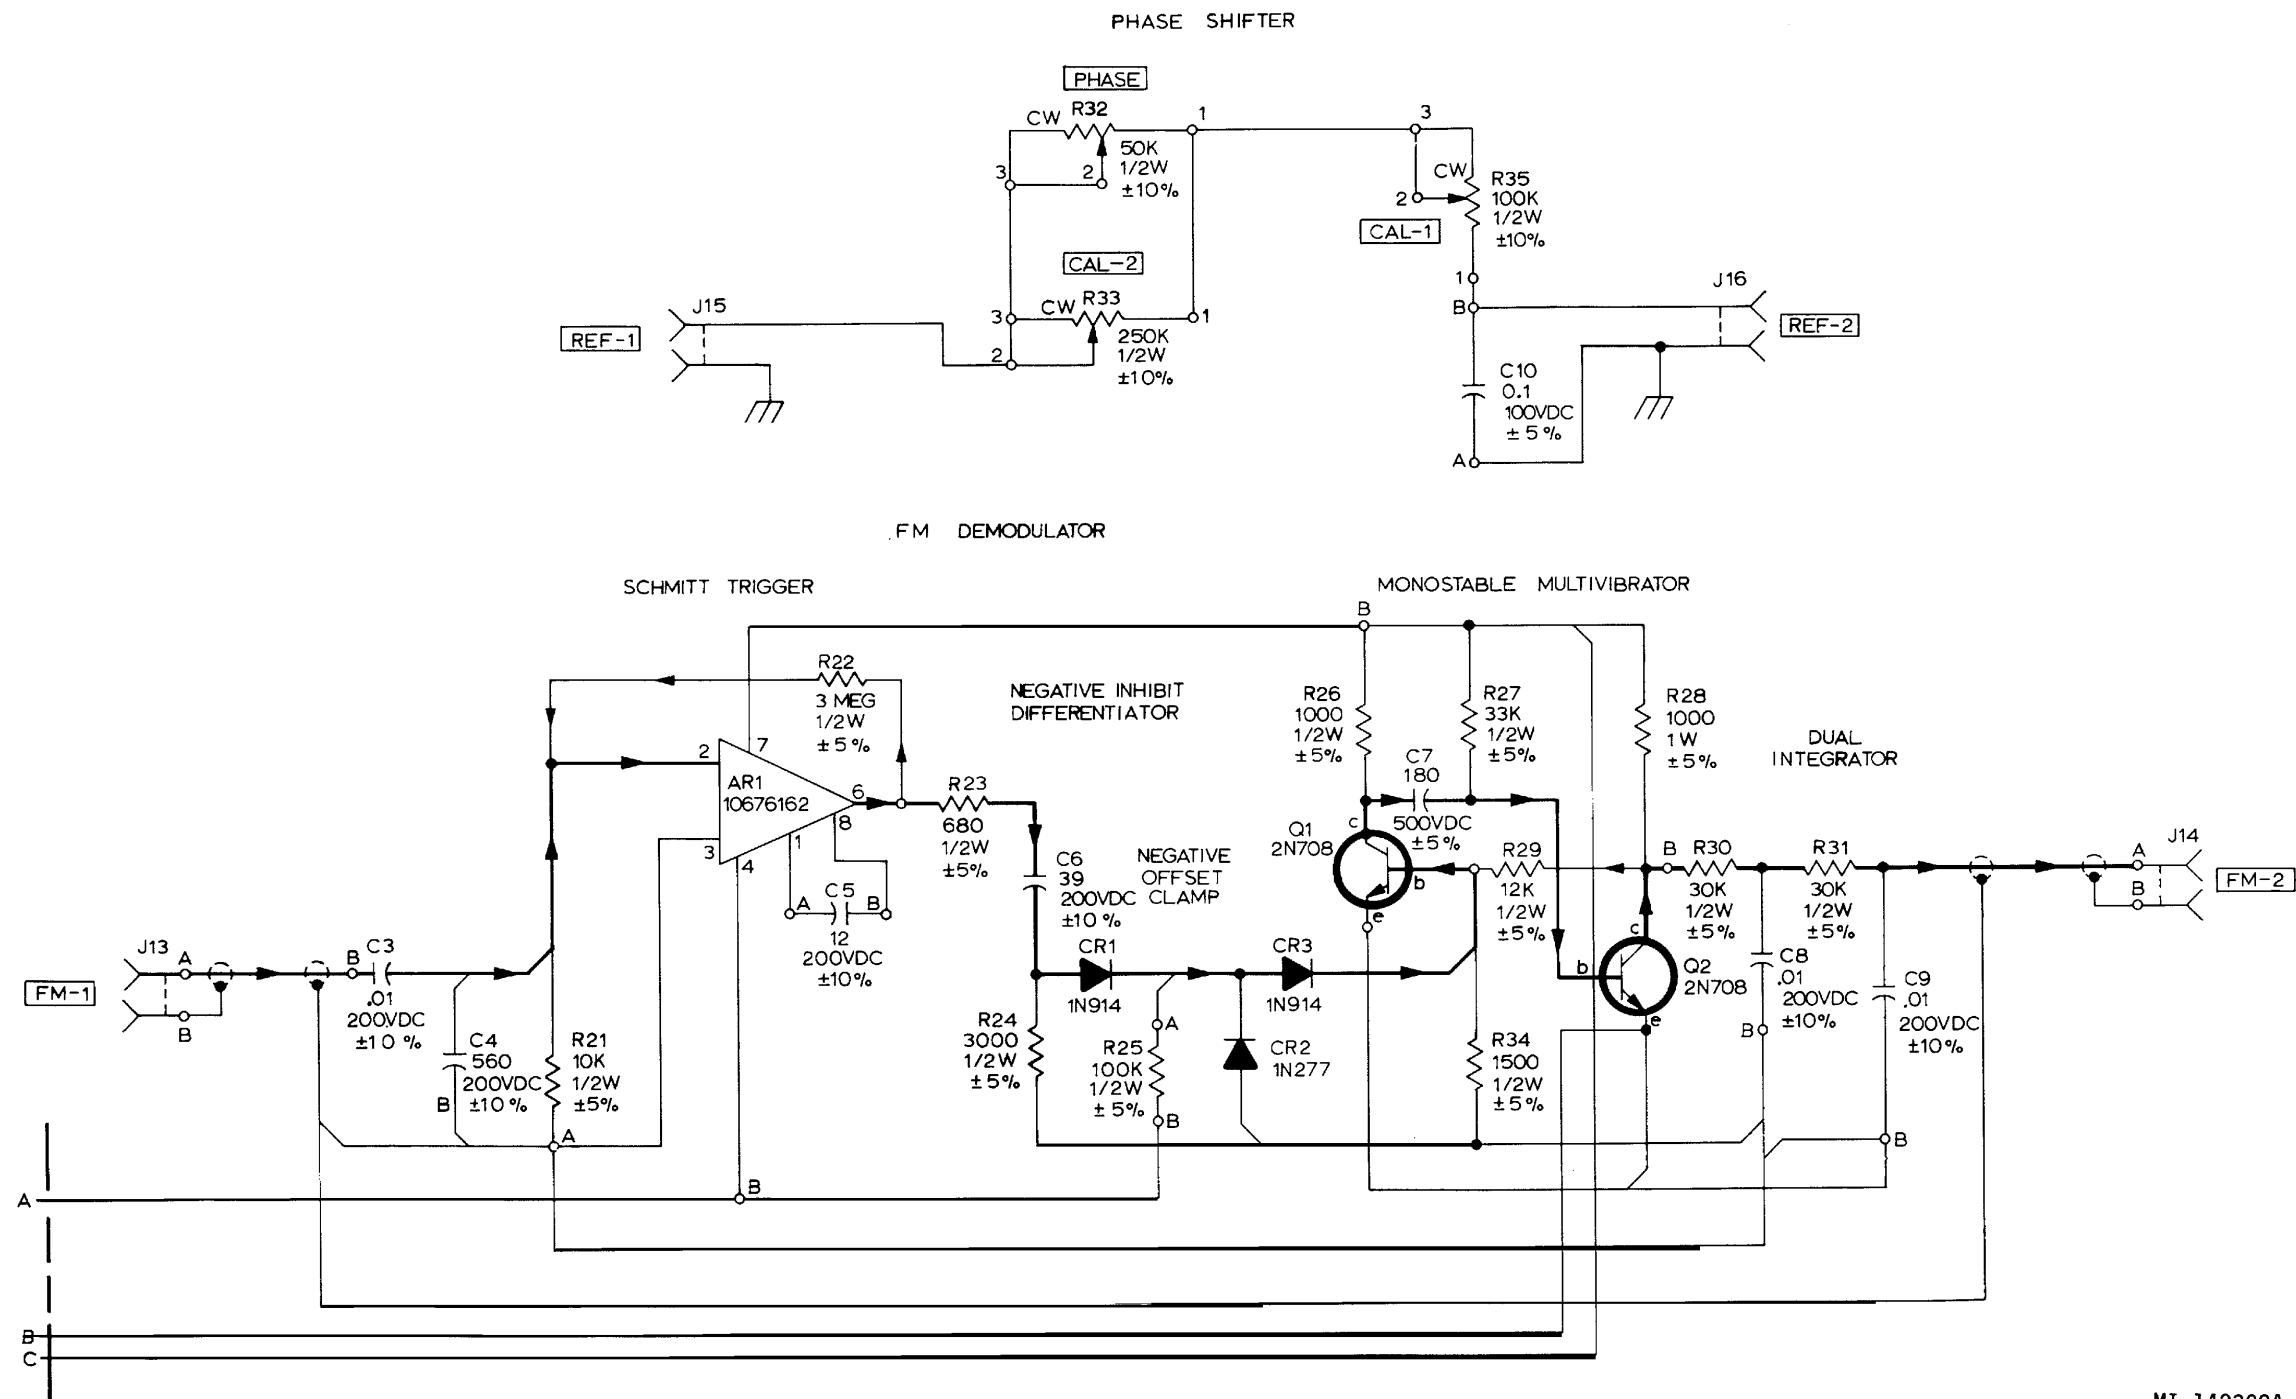 PHASE SHIFTER
PHASE
CW R32
50K
1/2W
±10%
3
2
1
3
CW
2
R35
100K
1/2W
±10%
CAL-1
1
B
CAL-2
CW R33
3
1
250K
1/2W
±10%
2
J15
REF-1
J16
REF-2
C10
0.1
100VDC
±5%
A
FM DEMODULATOR
SCHMITT TRIGGER
MONOSTABLE MULTIVIBRATOR
B
R22
3 MEG
1/2W
±5%
NEGATIVE INHIBIT
DIFFERENTIATOR
R26
1000
1/2W
±5%
R27
33K
1/2W
±5%
R28
1000
1W
±5%
DUAL
INTEGRATOR
2
7
AR1
10676162
6
8
1
3
4
R23
680
1/2W
±5%
C7
180
500VDC
±5%
C5
A
B
12
200VDC
±10%
C6
39
200VDC
±10%
NEGATIVE
OFFSET
CLAMP
Q1
2N708
c
b
e
R29
12K
1/2W
±5%
B
R30
30K
1/2W
±5%
R31
30K
1/2W
±5%
J14
A
B
FM-2
J13
A
B
FM-1
B
C3
.01
200VDC
±10%
CR1
1N914
CR3
1N914
c
b
e
Q2
2N708
C8
.01
200VDC
±10%
B
C9
.01
200VDC
±10%
C4
560
200VDC
±10%
B
R21
10K
1/2W
±5%
A
R24
3000
1/2W
±5%
A
R25
100K
1/2W
±5%
B
CR2
1N277
R34
1500
1/2W
±5%
B
A
B
B
C